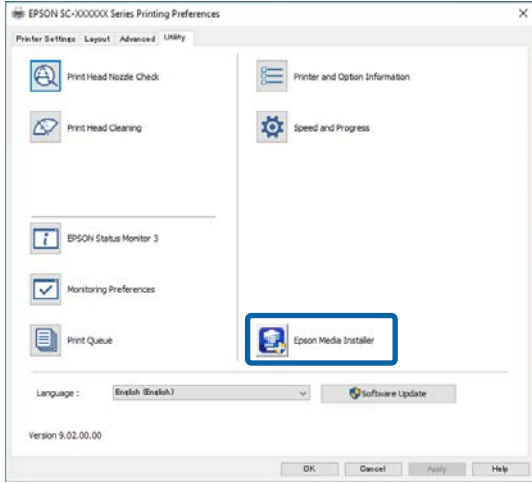 EPSON SC-XXXXXX Series Printing Preferences
Printer Settings Layout Advanced Utility
Print Head Nozzle Check
Printer and Option Information
Print Head Cleaning
Speed and Progress
EPSON Status Monitor 3
Monitoring Preferences
Print Queue
Epson Media Installer
Language :
English (English)
Software Update
Version 9.02.00.00
OK Cancel Apply Help